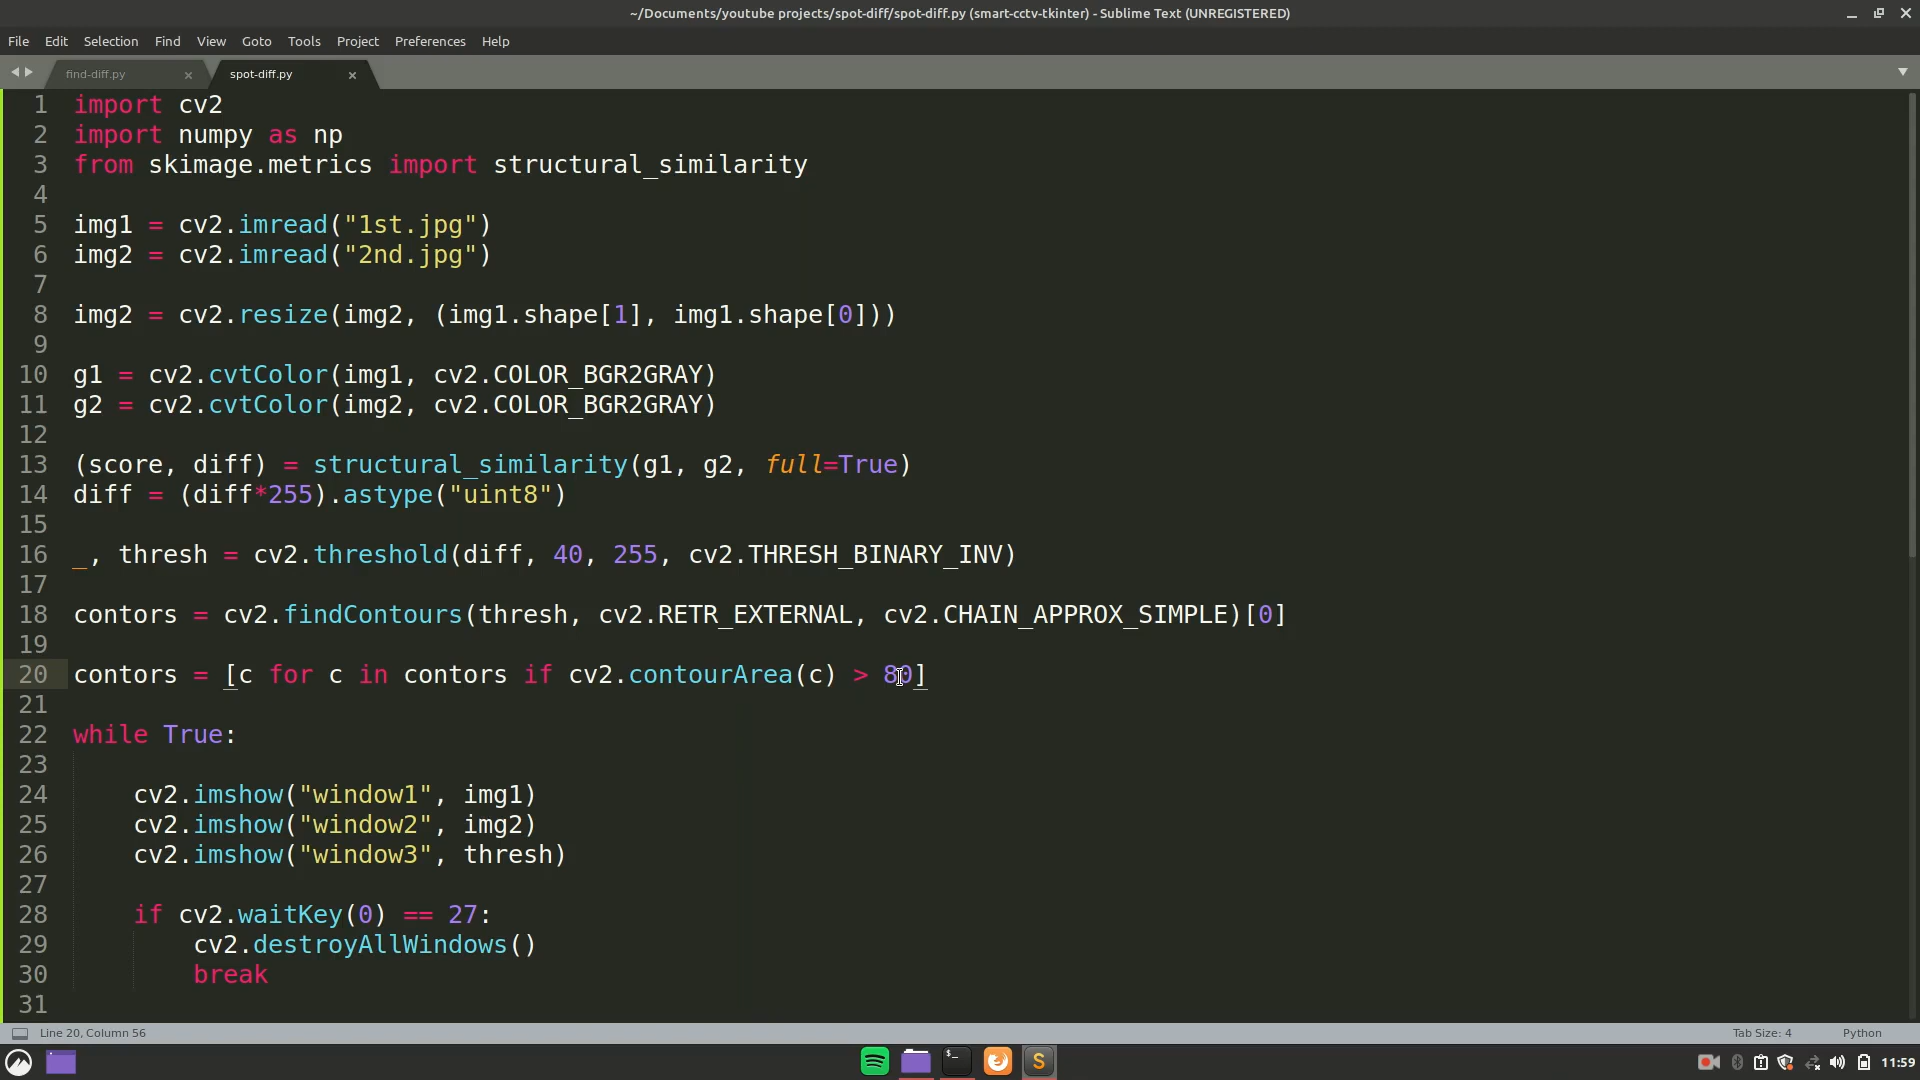 ~/Documents/youtube projects/spot-diff/spot-diff.py (smart-cctv-tkinter) - Sublime Text (UNREGISTERED)
File Edit Selection Find View Goto Tools Project Preferences Help
find-diff.py spot-diff.py
1 import cv2
2 import numpy as np
3 from skimage.metrics import structural_similarity
4
5 img1 = cv2.imread("1st.jpg")
6 img2 = cv2.imread("2nd.jpg")
7
8 img2 = cv2.resize(img2, (img1.shape[1], img1.shape[0]))
9
10 g1 = cv2.cvtColor(img1, cv2.COLOR_BGR2GRAY)
11 g2 = cv2.cvtColor(img2, cv2.COLOR_BGR2GRAY)
12
13 (score, diff) = structural_similarity(g1, g2, full=True)
14 diff = (diff*255).astype("uint8")
15
16 _, thresh = cv2.threshold(diff, 40, 255, cv2.THRESH_BINARY_INV)
17
18 contors = cv2.findContours(thresh, cv2.RETR_EXTERNAL, cv2.CHAIN_APPROX_SIMPLE)[0]
19
20 contors = [c for c in contors if cv2.contourArea(c) > 80]
21
22 while True:
23
24     cv2.imshow("window1", img1)
25     cv2.imshow("window2", img2)
26     cv2.imshow("window3", thresh)
27
28     if cv2.waitKey(0) == 27:
29         cv2.destroyAllWindows()
30         break
31
Line 20, Column 56 Tab Size: 4 Python
11:59